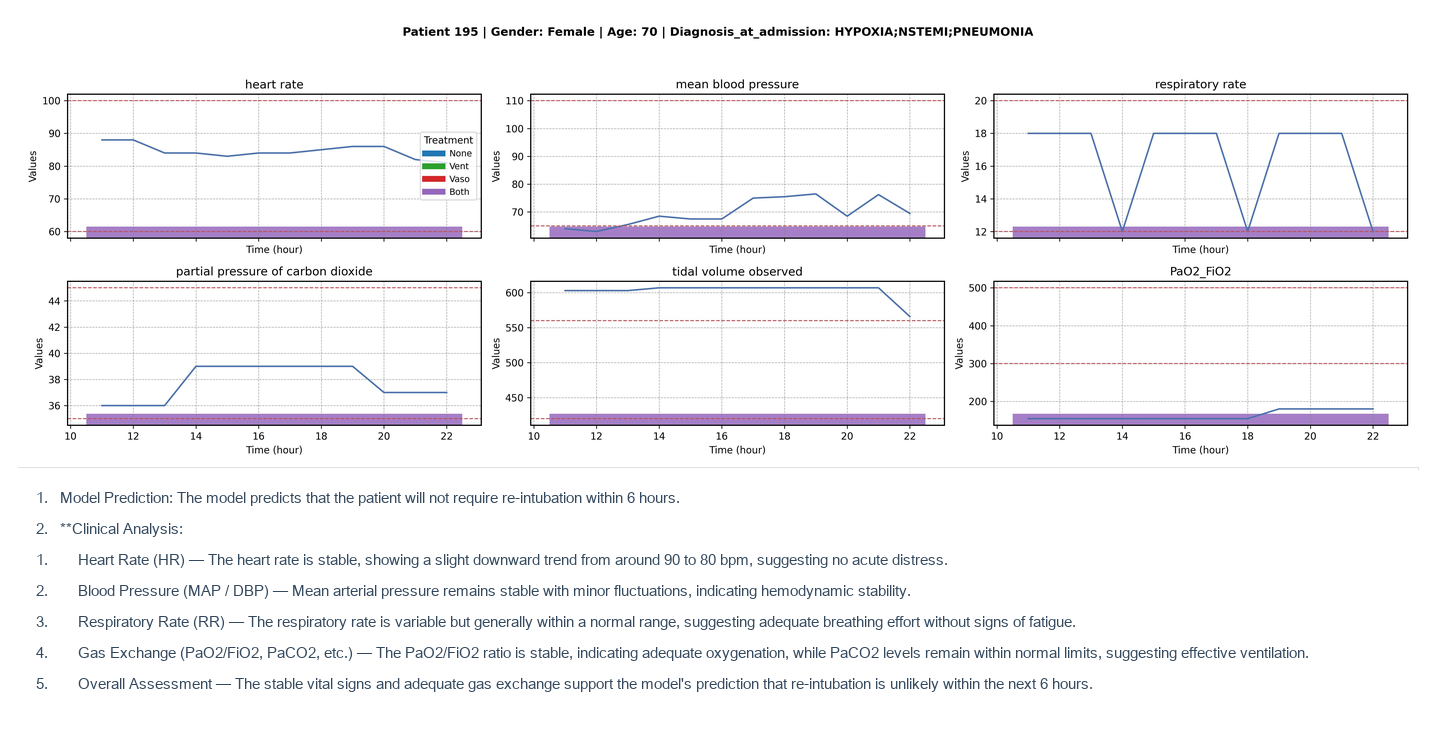 Patient 195 | Gender: Female | Age: 70 | Diagnosis_at_admission: HYPOXIA;NSTEMI;PNEUMONIA
heart rate
100
90
80
70
60
Values
Time (hour)
Treatment
None
Vent
Vaso
Both
mean blood pressure
110
100
90
80
70
Values
Time (hour)
respiratory rate
20
18
16
14
12
Values
Time (hour)
partial pressure of carbon dioxide
44
42
40
38
36
Values
10 12 14 16 18 20 22
Time (hour)
tidal volume observed
600
550
500
450
Values
10 12 14 16 18 20 22
Time (hour)
PaO2_FiO2
500
400
300
200
Values
10 12 14 16 18 20 22
Time (hour)
1. Model Prediction: The model predicts that the patient will not require re-intubation within 6 hours.
2. **Clinical Analysis:
1. Heart Rate (HR) — The heart rate is stable, showing a slight downward trend from around 90 to 80 bpm, suggesting no acute distress.
2. Blood Pressure (MAP / DBP) — Mean arterial pressure remains stable with minor fluctuations, indicating hemodynamic stability.
3. Respiratory Rate (RR) — The respiratory rate is variable but generally within a normal range, suggesting adequate breathing effort without signs of fatigue.
4. Gas Exchange (PaO2/FiO2, PaCO2, etc.) — The PaO2/FiO2 ratio is stable, indicating adequate oxygenation, while PaCO2 levels remain within normal limits, suggesting effective ventilation.
5. Overall Assessment — The stable vital signs and adequate gas exchange support the model's prediction that re-intubation is unlikely within the next 6 hours.